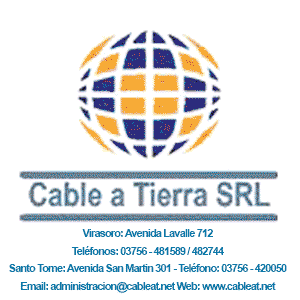 Cable a Tierra SRL
Virasoro: Avenida Lavalle 712
Teléfonos: 03756 - 481589 / 482744
Santo Tome: Avenida San Martin 301 - Teléfono: 03756 - 420050
Email: administracion@cableat.net Web: www.cableat.net